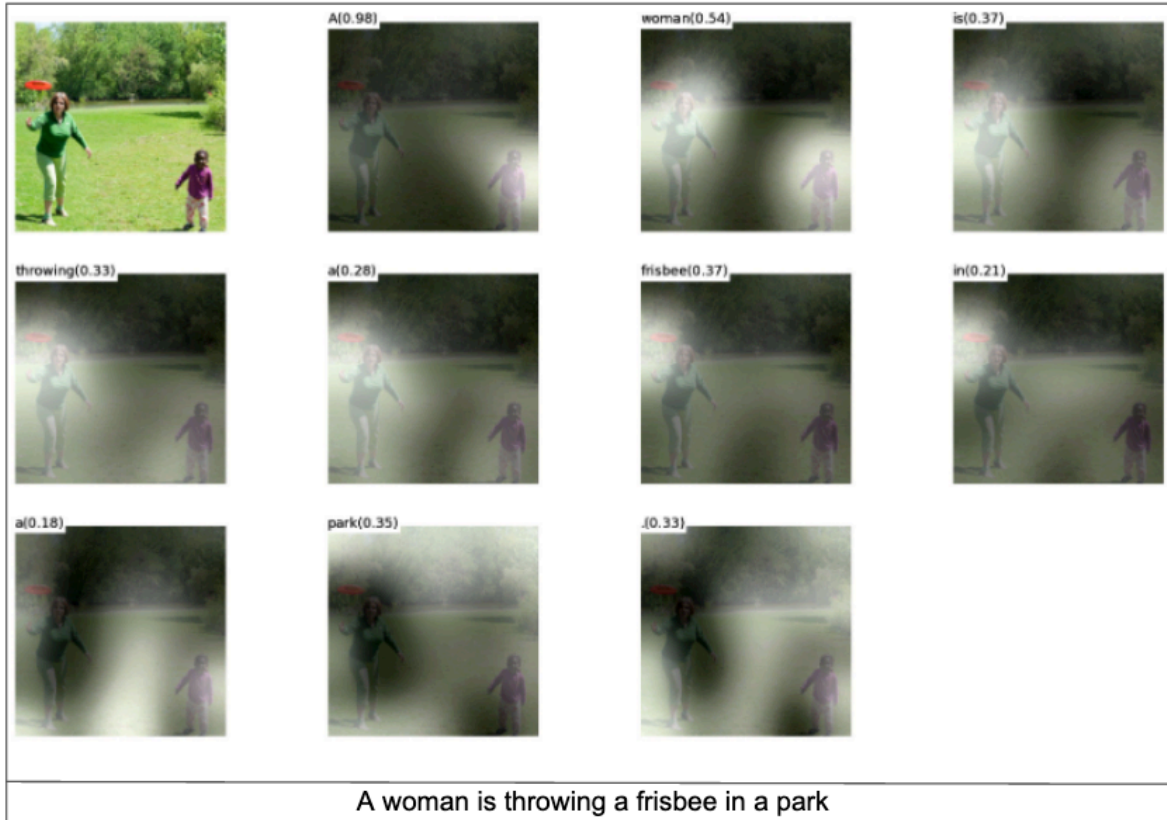 A(0.98)
woman(0.54)
is(0.37)
throwing(0.33)
a(0.28)
frisbee(0.37)
in(0.21)
a(0.18)
park(0.35)
.(0.33)
A woman is throwing a frisbee in a park